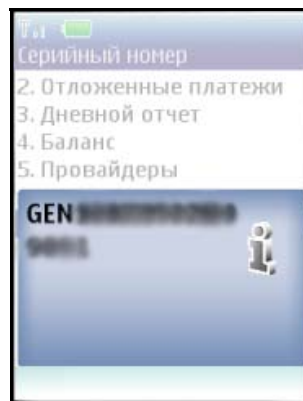 Серийный номер
2. Отложенные платежи
3. Дневной отчет
4. Баланс
5. Провайдеры
GEN